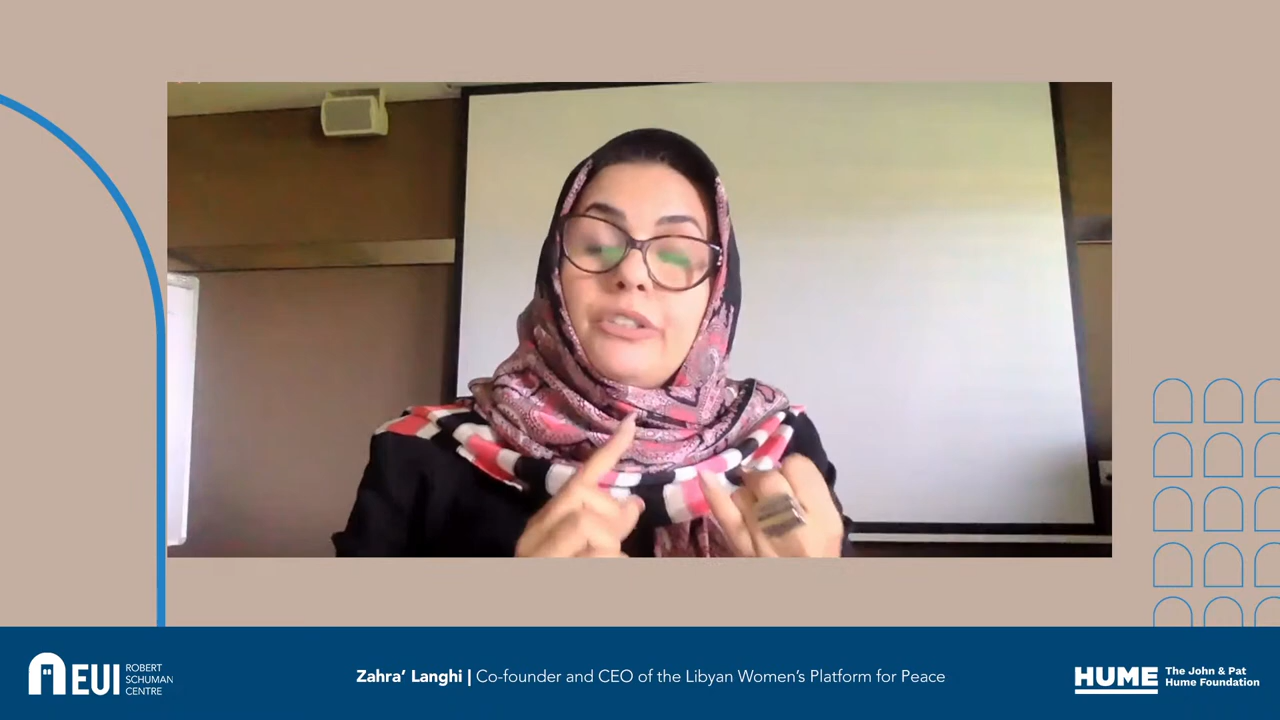 EUI
ROBERT
SCHUMAN
CENTRE
Zahra’ Langhi | Co-founder and CEO of the Libyan Women’s Platform for Peace
HUME
The John & Pat
Hume Foundation